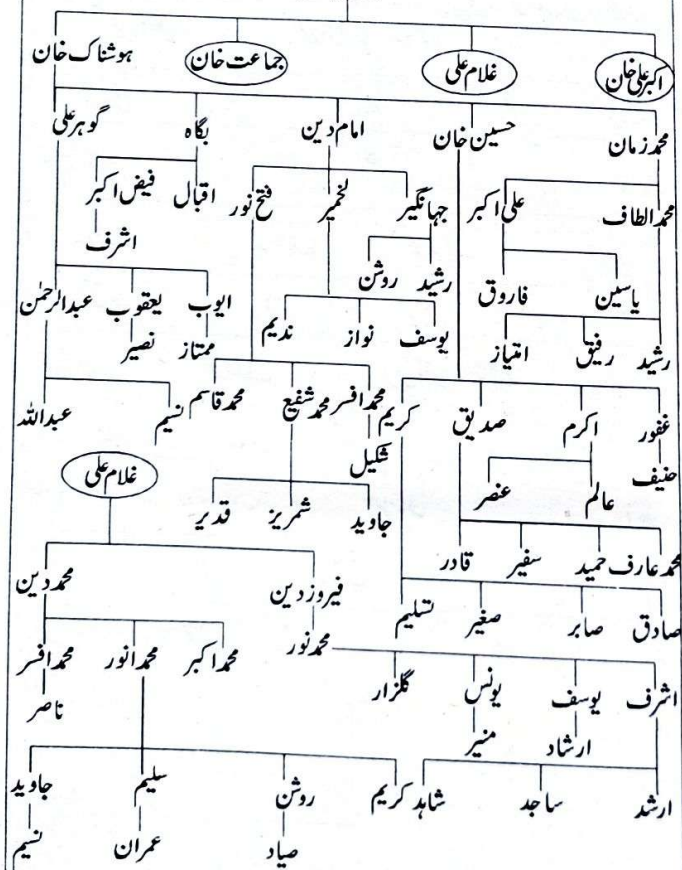 اکبر علی خان غلام علی جماعت خان ہوشناک خان
محمد زمان حسین خان امام دین بگاہ گوہر علی
محمد الطاف علی اکبر جہانگیر لخمیر فتح نور اقبال فیض اکبر
رشید روشن اشرف
یاسین فاروق یوسف نواز ندیم ایوب یعقوب عبدالرحمٰن
رشید رفیق امتیاز ممتاز نصیر
غفور اکرم صدیق کریم محمد افسر محمد شفیع محمد قاسم نسیم عبداللہ
حنیف عالم عنصر شکیل
جاوید شمریز قدیر غلام علی
محمد عارف حمید سفیر قادر فیروز دین محمد دین
صادق صابر صغیر تسلیم
محمد نور محمد اکبر محمد انور محمد افسر
اشرف یوسف یونس گلزار ناصر
ارشاد منیر
ارشد ساجد شاہد کریم روشن سلیم جاوید
صیاد عمران نسیم